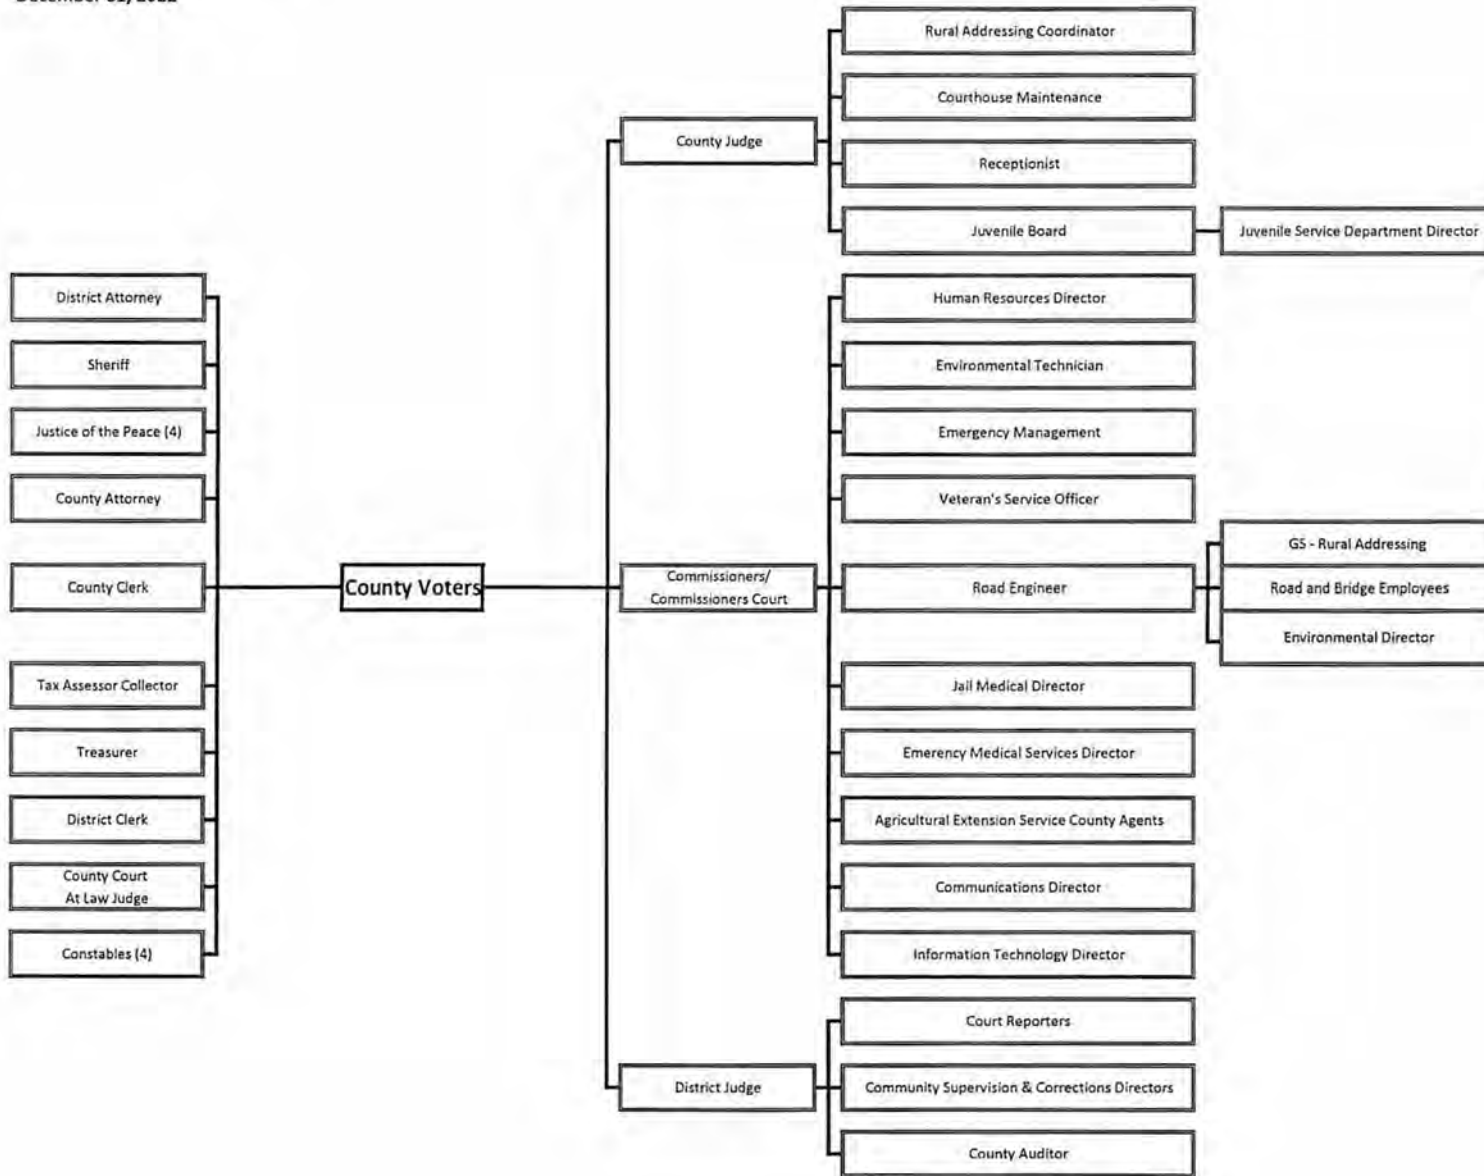 Rural Addressing Coordinator
Courthouse Maintenance
County Judge
Receptionist
Juvenile Board
Juvenile Service Department Director
District Attorney
Human Resources Director
Sheriff
Environmental Technician
Justice of the Peace (4)
Emergency Management
County Attorney
Veteran's Service Officer
GS - Rural Addressing
County Clerk
County Voters
Commissioners/
Commissioners Court
Road Engineer
Road and Bridge Employees
Environmental Director
Tax Assessor Collector
Jail Medical Director
Treasurer
Emerency Medical Services Director
District Clerk
Agricultural Extension Service County Agents
County Court
At Law Judge
Communications Director
Constables (4)
Information Technology Director
Court Reporters
District Judge
Community Supervision & Corrections Directors
County Auditor